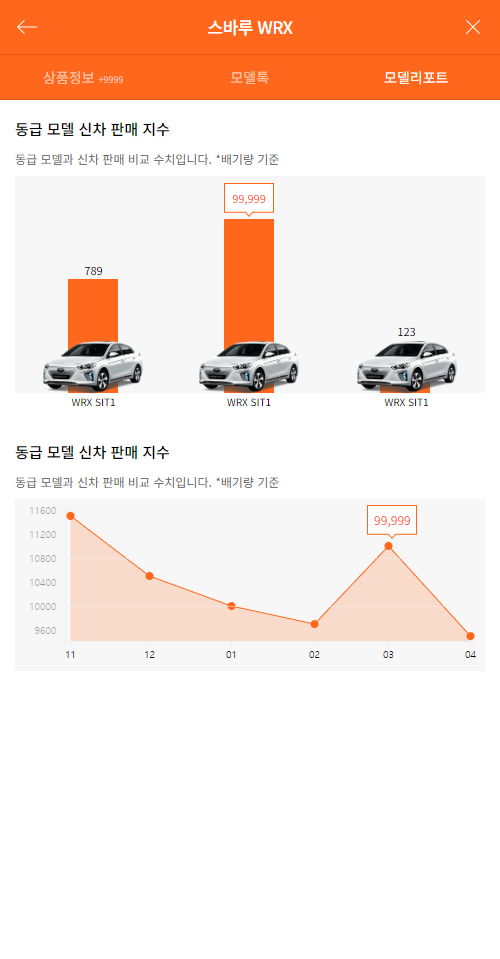 스바루 WRX
상품정보 +9999
모델톡
모델리포트
동급 모델 신차 판매 지수
동급 모델과 신차 판매 비교 수치입니다. *배기량 기준
789
99,999
123
WRX SIT1
WRX SIT1
WRX SIT1
동급 모델 신차 판매 지수
동급 모델과 신차 판매 비교 수치입니다. *배기량 기준
99,999
11600
11200
10800
10400
10000
9600
11 12 01 02 03 04